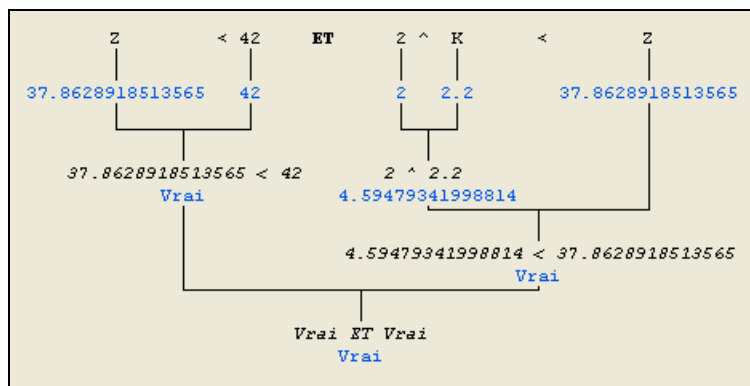 Z < 42 ET 2 ^ K < Z
37.8628918513565 42 2 2.2 37.8628918513565
37.8628918513565 < 42 2 ^ 2.2
Vrai 4.59479341998814
4.59479341998814 < 37.8628918513565
Vrai
Vrai ET Vrai
Vrai